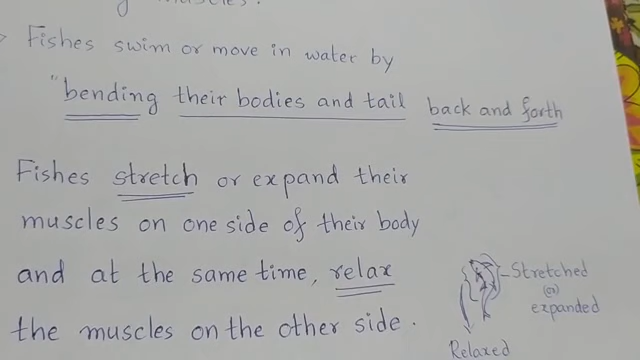 muscles.
Fishes swim or move in water by
"bending their bodies and tail back and forth
Fishes stretch or expand their
muscles on one side of their body
and at the same time, relax
the muscles on the other side.
Stretched
(or)
expanded
Relaxed